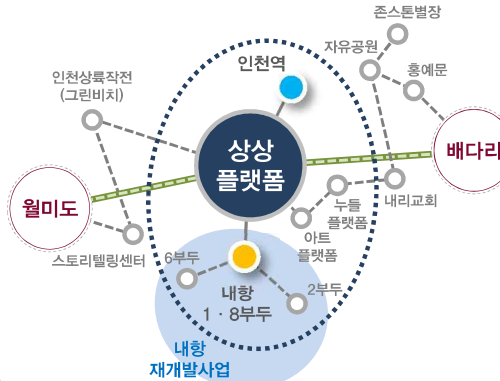 존스톤별장
자유공원
인천역
홍예문
인천상륙작전
(그린비치)
상상
플랫폼
배다리
월미도
누들
플랫폼
내리교회
아트
플랫폼
스토리텔링센터
6부두
내항
1 · 8부두
2부두
내항
재개발사업